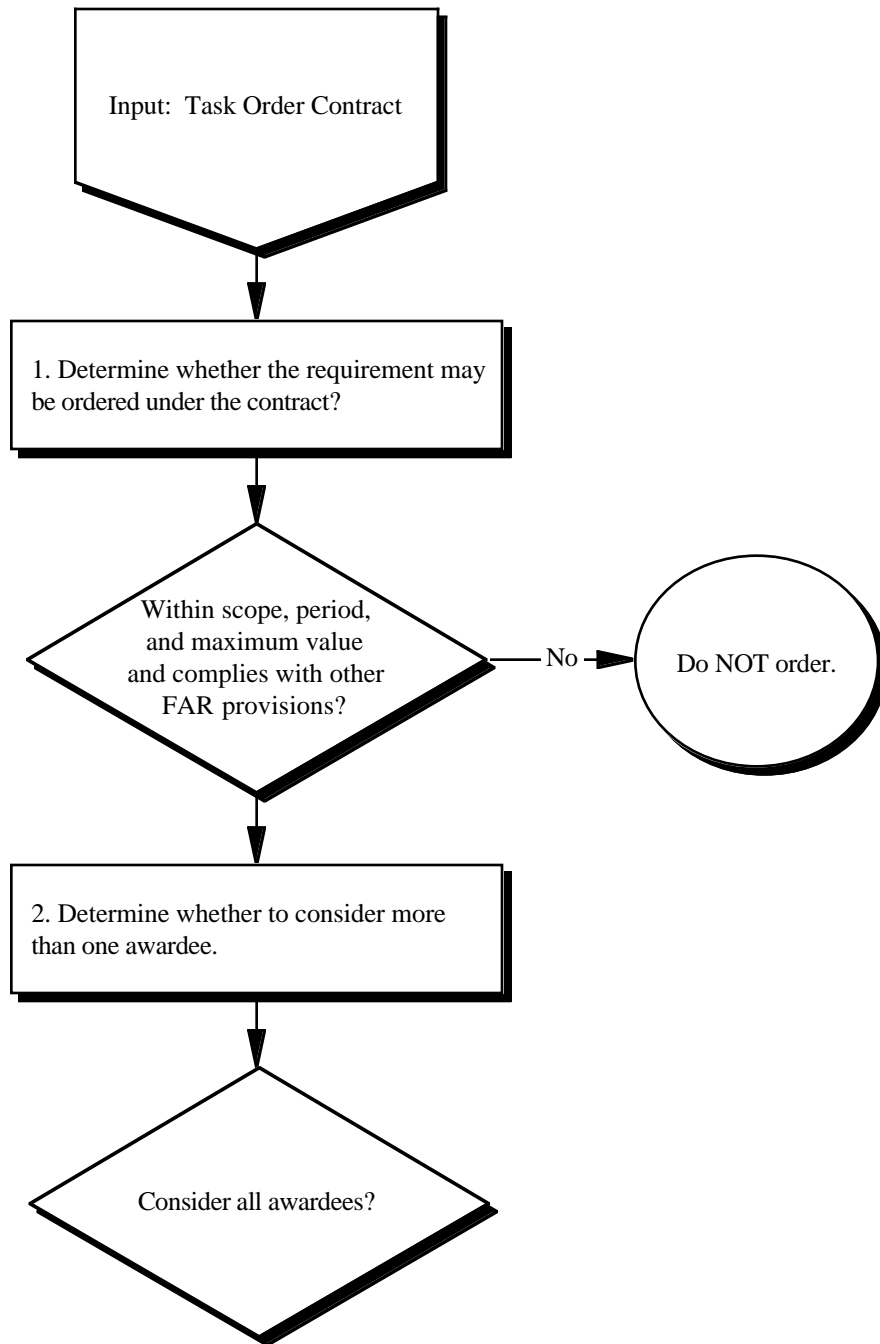 Input:  Task Order Contract
1. Determine whether the requirement may
be ordered under the contract?
Within scope, period,
and maximum value
and complies with other
FAR provisions?
No
Do NOT order.
2. Determine whether to consider more
than one awardee.
Consider all awardees?